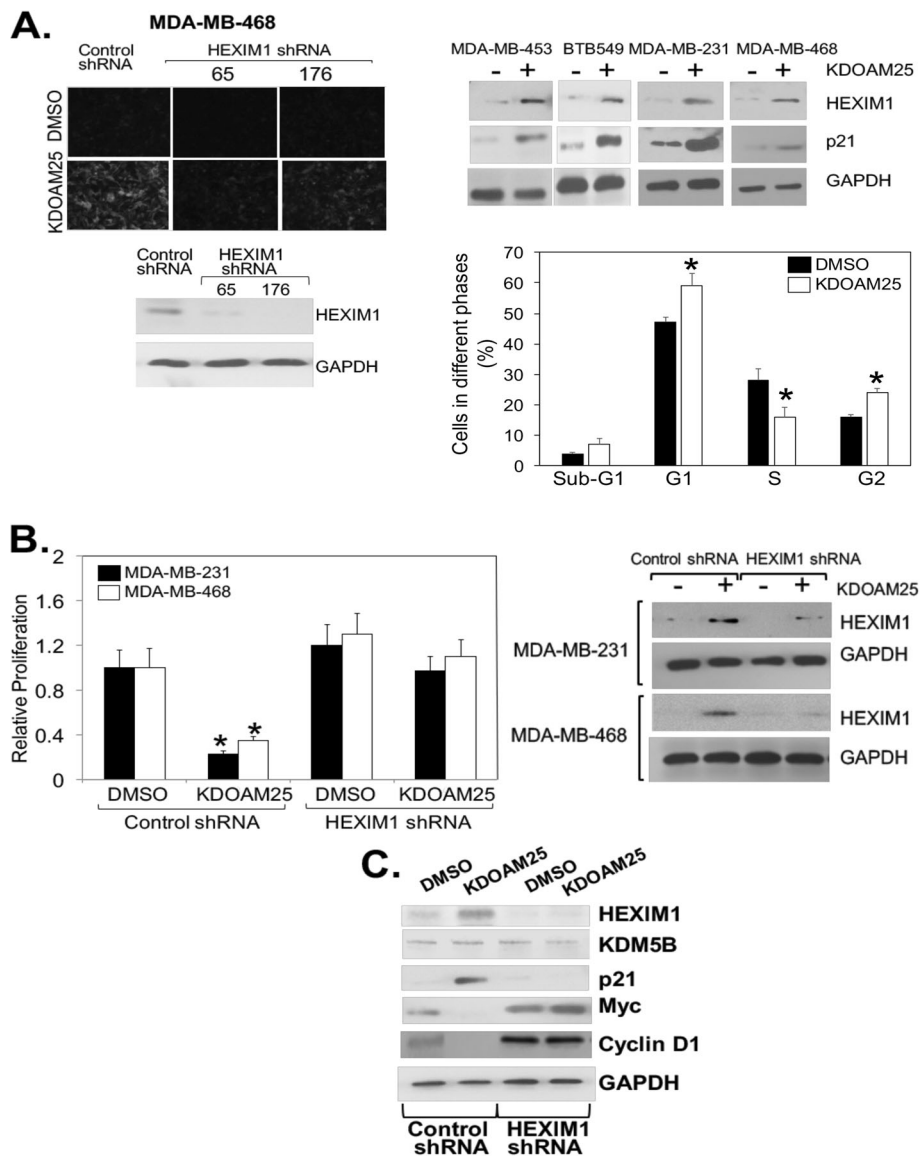 A.
MDA-MB-468
Control shRNA
HEXIM1 shRNA
65 176
DMSO
KDOAM25
Control shRNA
HEXIM1 shRNA
65 176
HEXIM1
GAPDH
MDA-MB-453 BTB549 MDA-MB-231 MDA-MB-468
- + - + - + - + KDOAM25
HEXIM1
p21
GAPDH
Cells in different phases (%)
70
60
50
40
30
20
10
0
DMSO
KDOAM25
*
*
*
Sub-G1 G1 S G2
B.
Relative Proliferation
2
1.6
1.2
0.8
0.4
0
MDA-MB-231
MDA-MB-468
* *
DMSO KDOAM25 DMSO KDOAM25
Control shRNA HEXIM1 shRNA
Control shRNA HEXIM1 shRNA
- + - + KDOAM25
MDA-MB-231
HEXIM1
GAPDH
MDA-MB-468
HEXIM1
GAPDH
C.
DMSO KDOAM25 DMSO KDOAM25
HEXIM1
KDM5B
p21
Myc
Cyclin D1
GAPDH
Control shRNA
HEXIM1 shRNA